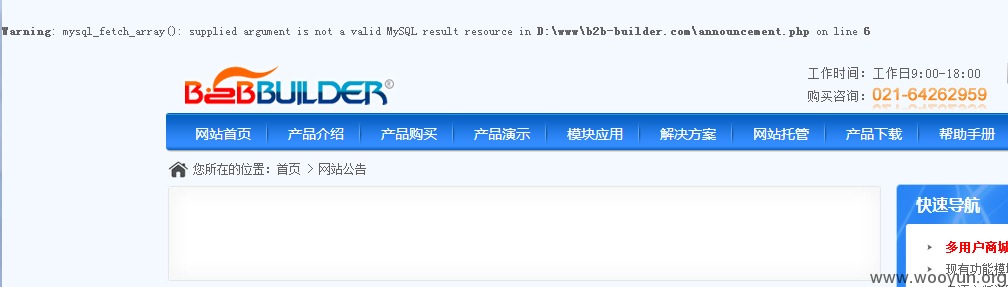 Warning: mysql_fetch_array(): supplied argument is not a valid MySQL result resource in D:\www\b2b-builder.com\announcement.php on line 6
B2BBUILDER®
工作时间：工作日9:00-18:00
购买咨询：021-64262959
网站首页 产品介绍 产品购买 产品演示 模块应用 解决方案 网站托管 产品下载 帮助手册
您所在的位置：首页 > 网站公告
快速导航
多用户商城
现有功能模
www.wooyun.org